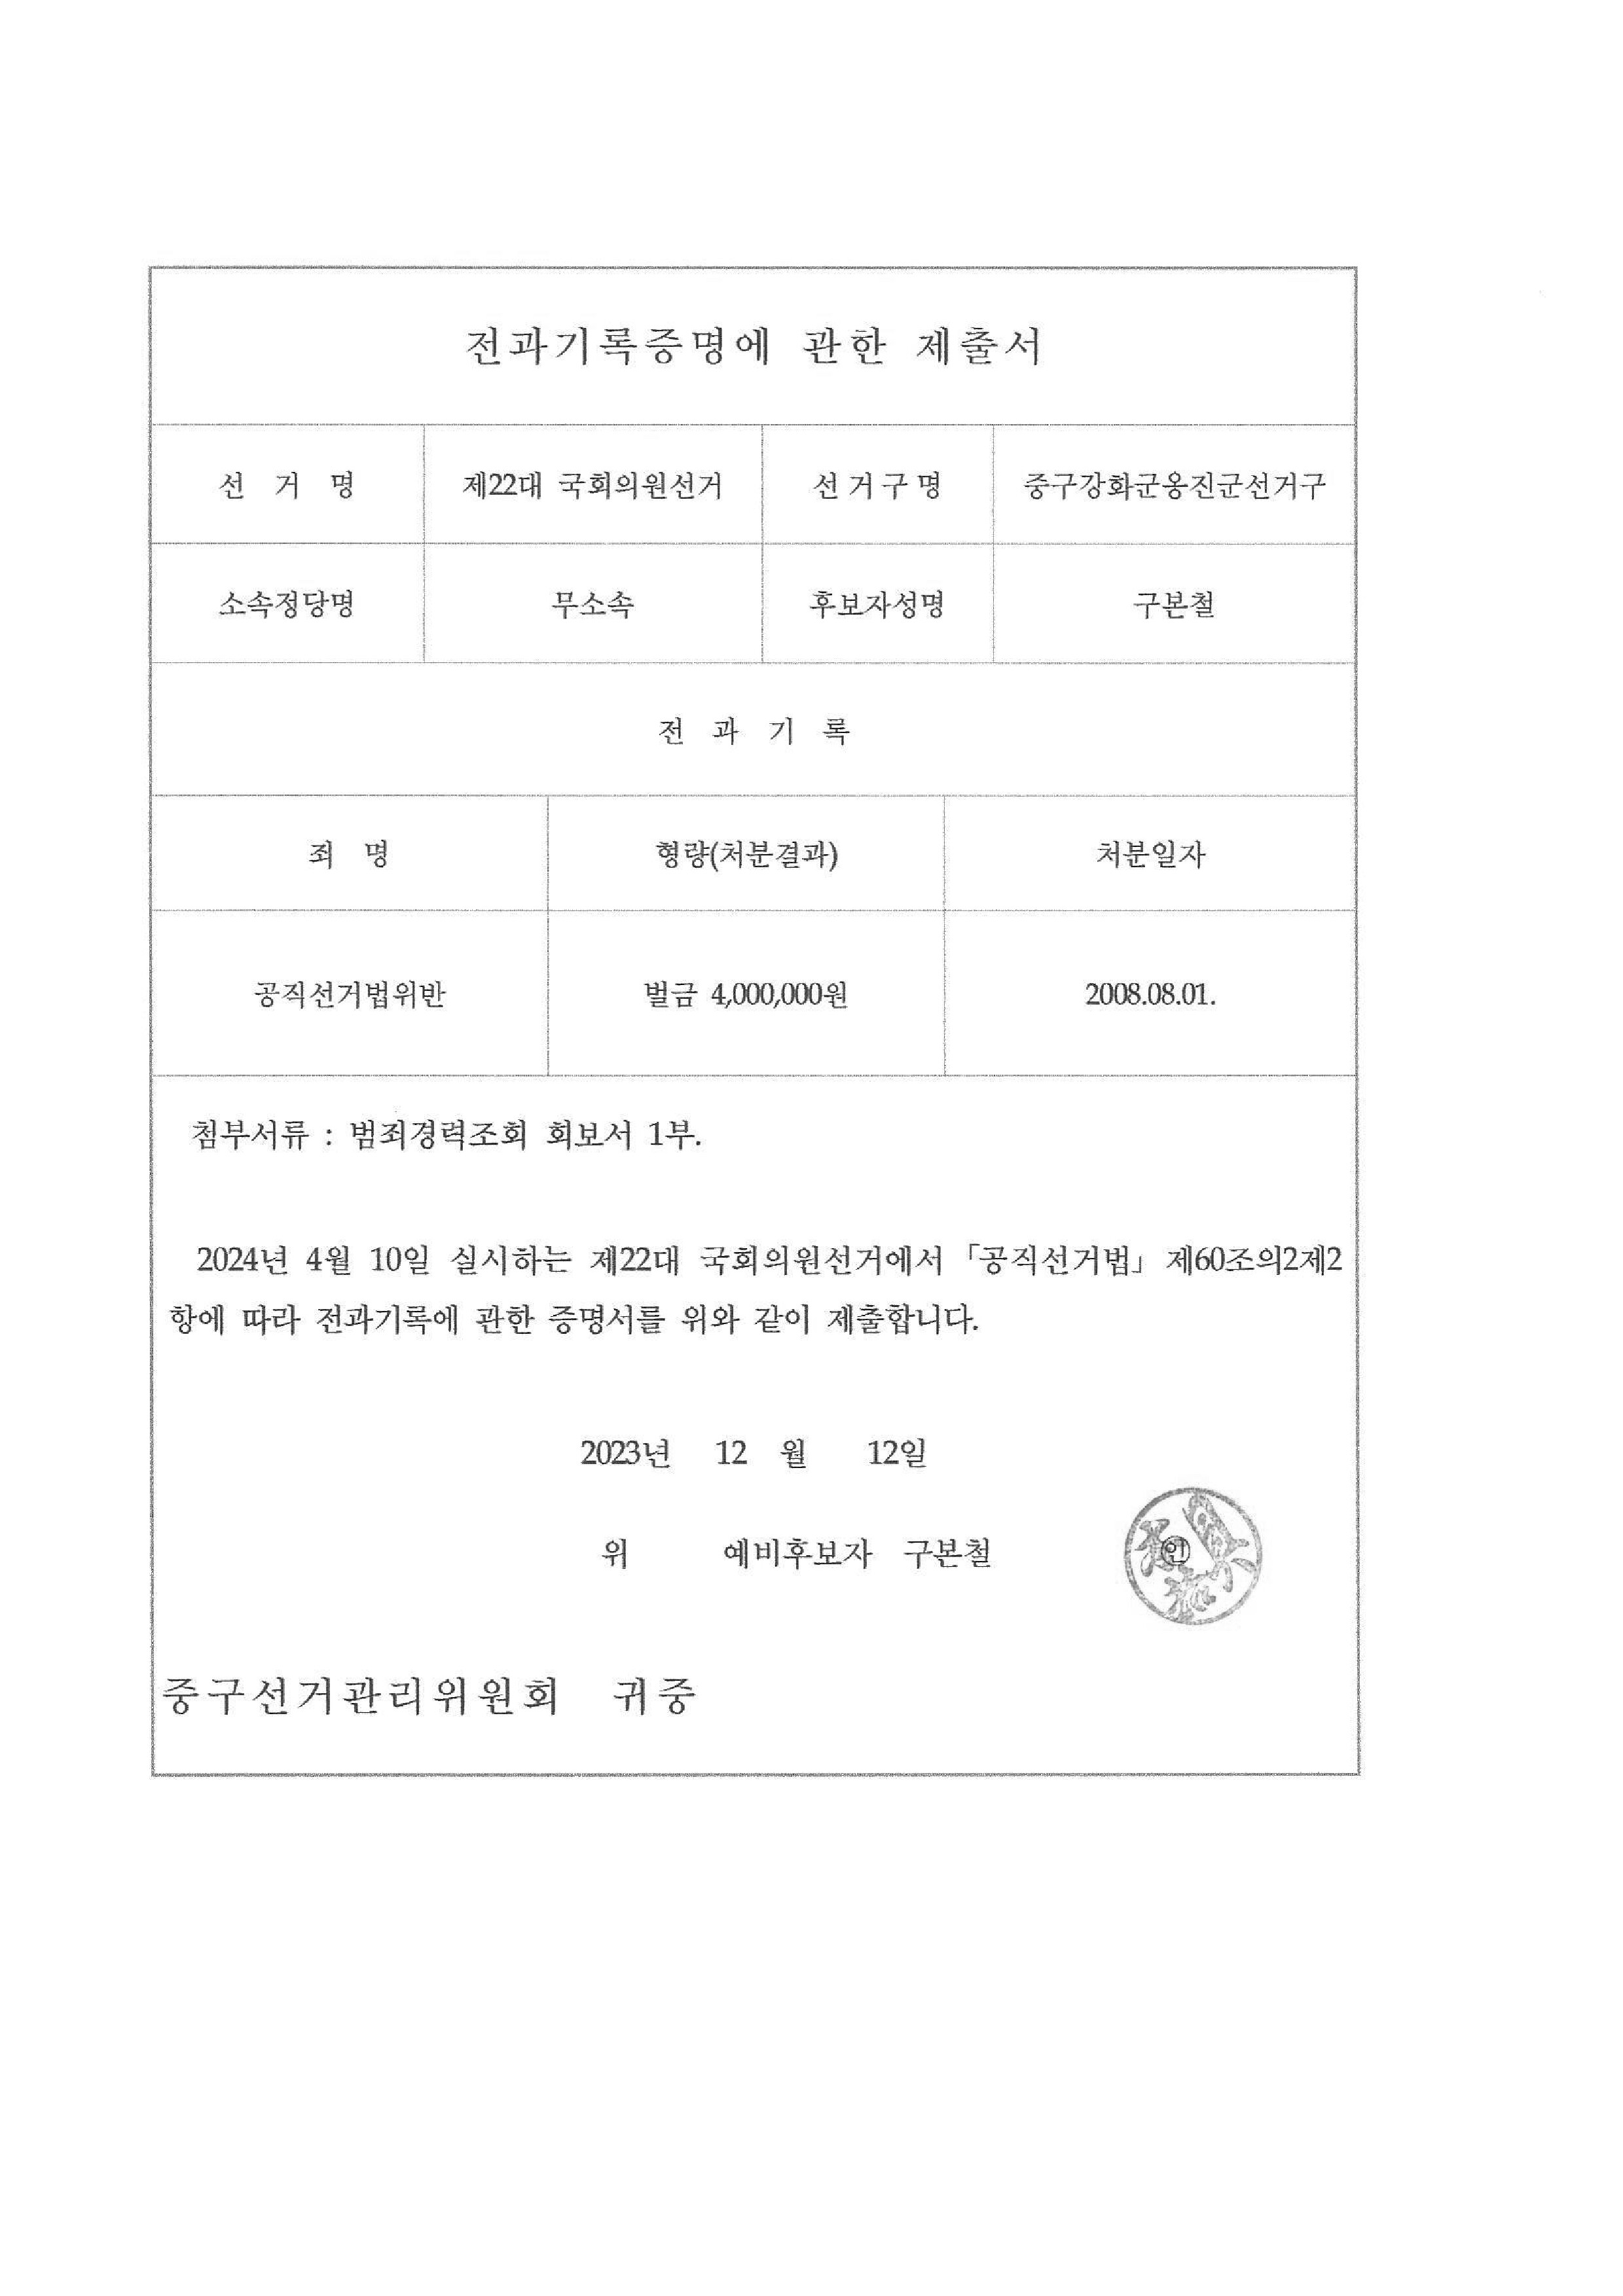 전과기록증명에 관한 제출서
선 거 명 제22대 국회의원선거 선거구명 중구강화군옹진군선거구
소속정당명 무소속 후보자성명 구본철
전 과 기 록
죄 명 형량(처분결과) 처분일자
공직선거법위반 벌금 4,000,000원 2008.08.01.
첨부서류 : 범죄경력조회 회보서 1부.
2024년 4월 10일 실시하는 제22대 국회의원선거에서 「공직선거법」 제60조의2제2
항에 따라 전과기록에 관한 증명서를 위와 같이 제출합니다.
2023년 12 월 12일
위 예비후보자 구본철 ㊞
중구선거관리위원회 귀중